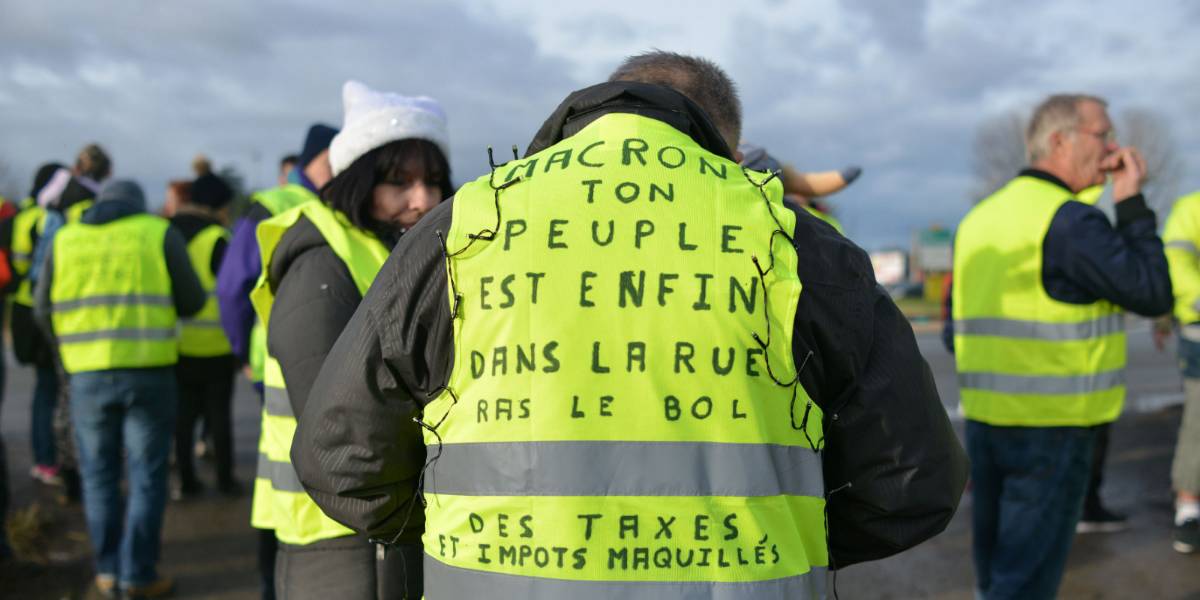 MACRON
TON
PEUPLE
EST ENFIN
DANS LA RUE
RAS LE BOL
DES TAXES
ET IMPOTS MAQUILLÉS